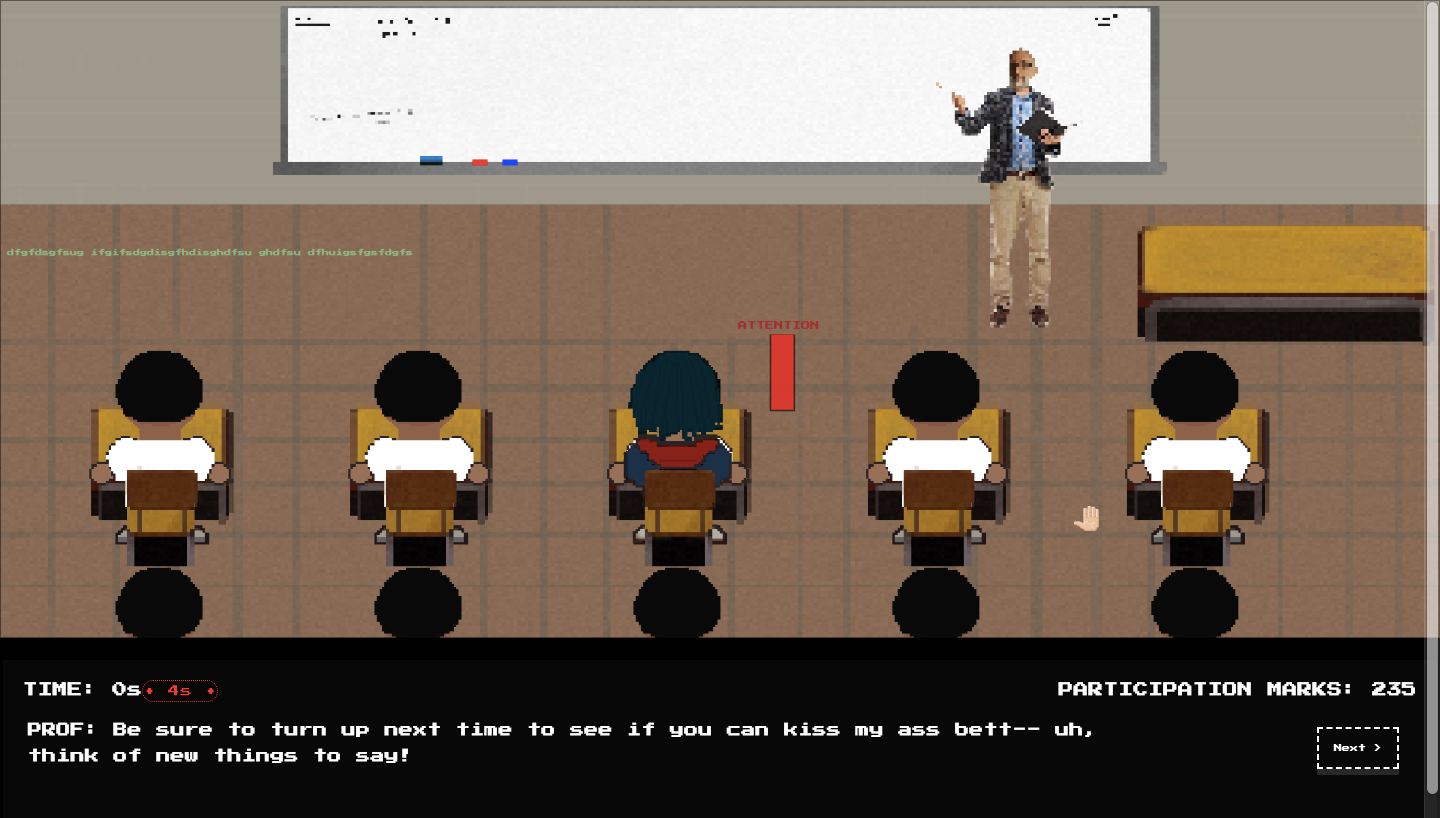 dfgfdsgfsug ifgifsdgdisgfhdisghdfsu ghdfsu dfhuigsfgsfdgfs
ATTENTION
TIME: 0s 4s
PARTICIPATION MARKS: 235
PROF: Be sure to turn up next time to see if you can kiss my ass bett-- uh,
think of new things to say!
Next >